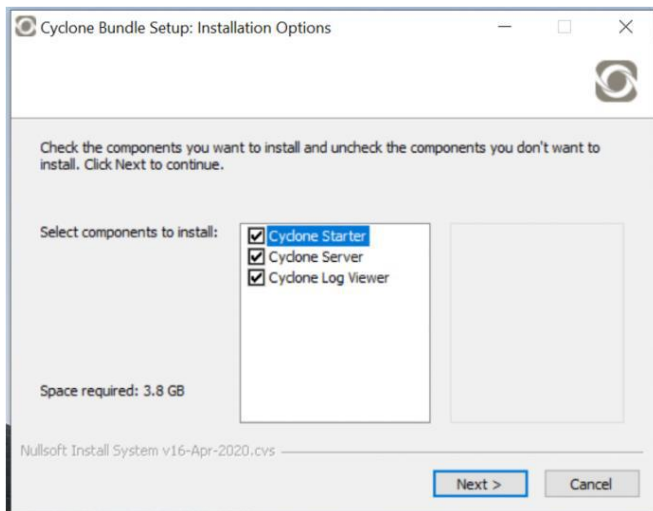 Cyclone Bundle Setup: Installation Options
Check the components you want to install and uncheck the components you don't want to
install. Click Next to continue.
Select components to install:
Cyclone Starter
Cyclone Server
Cyclone Log Viewer
Space required: 3.8 GB
Nullsoft Install System v16-Apr-2020.cvs
Next >
Cancel